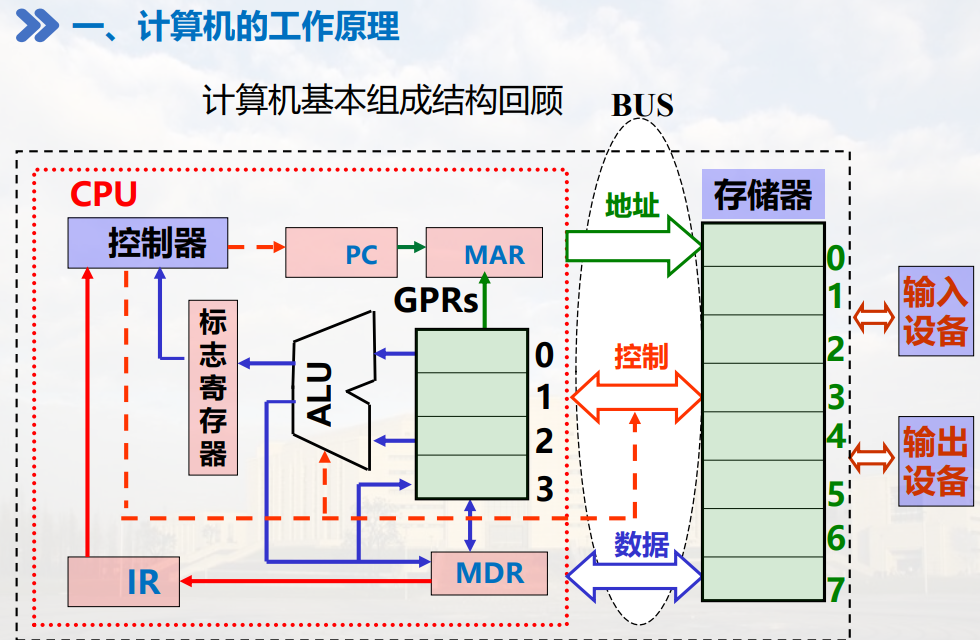 一、计算机的工作原理
计算机基本组成结构回顾
BUS
CPU
控制器
PC
MAR
地址
存储器
GPRs
标志寄存器
ALU
0
1
2
3
控制
数据
IR
MDR
0
1
2
3
4
5
6
7
输入
设备
输出
设备